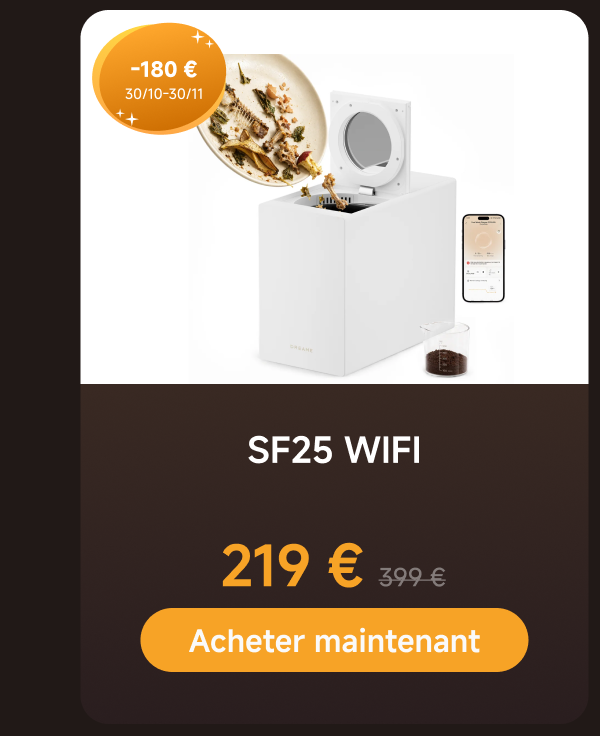 -180 €
30/10-30/11
SF25 WIFI
219 € 399 €
Acheter maintenant